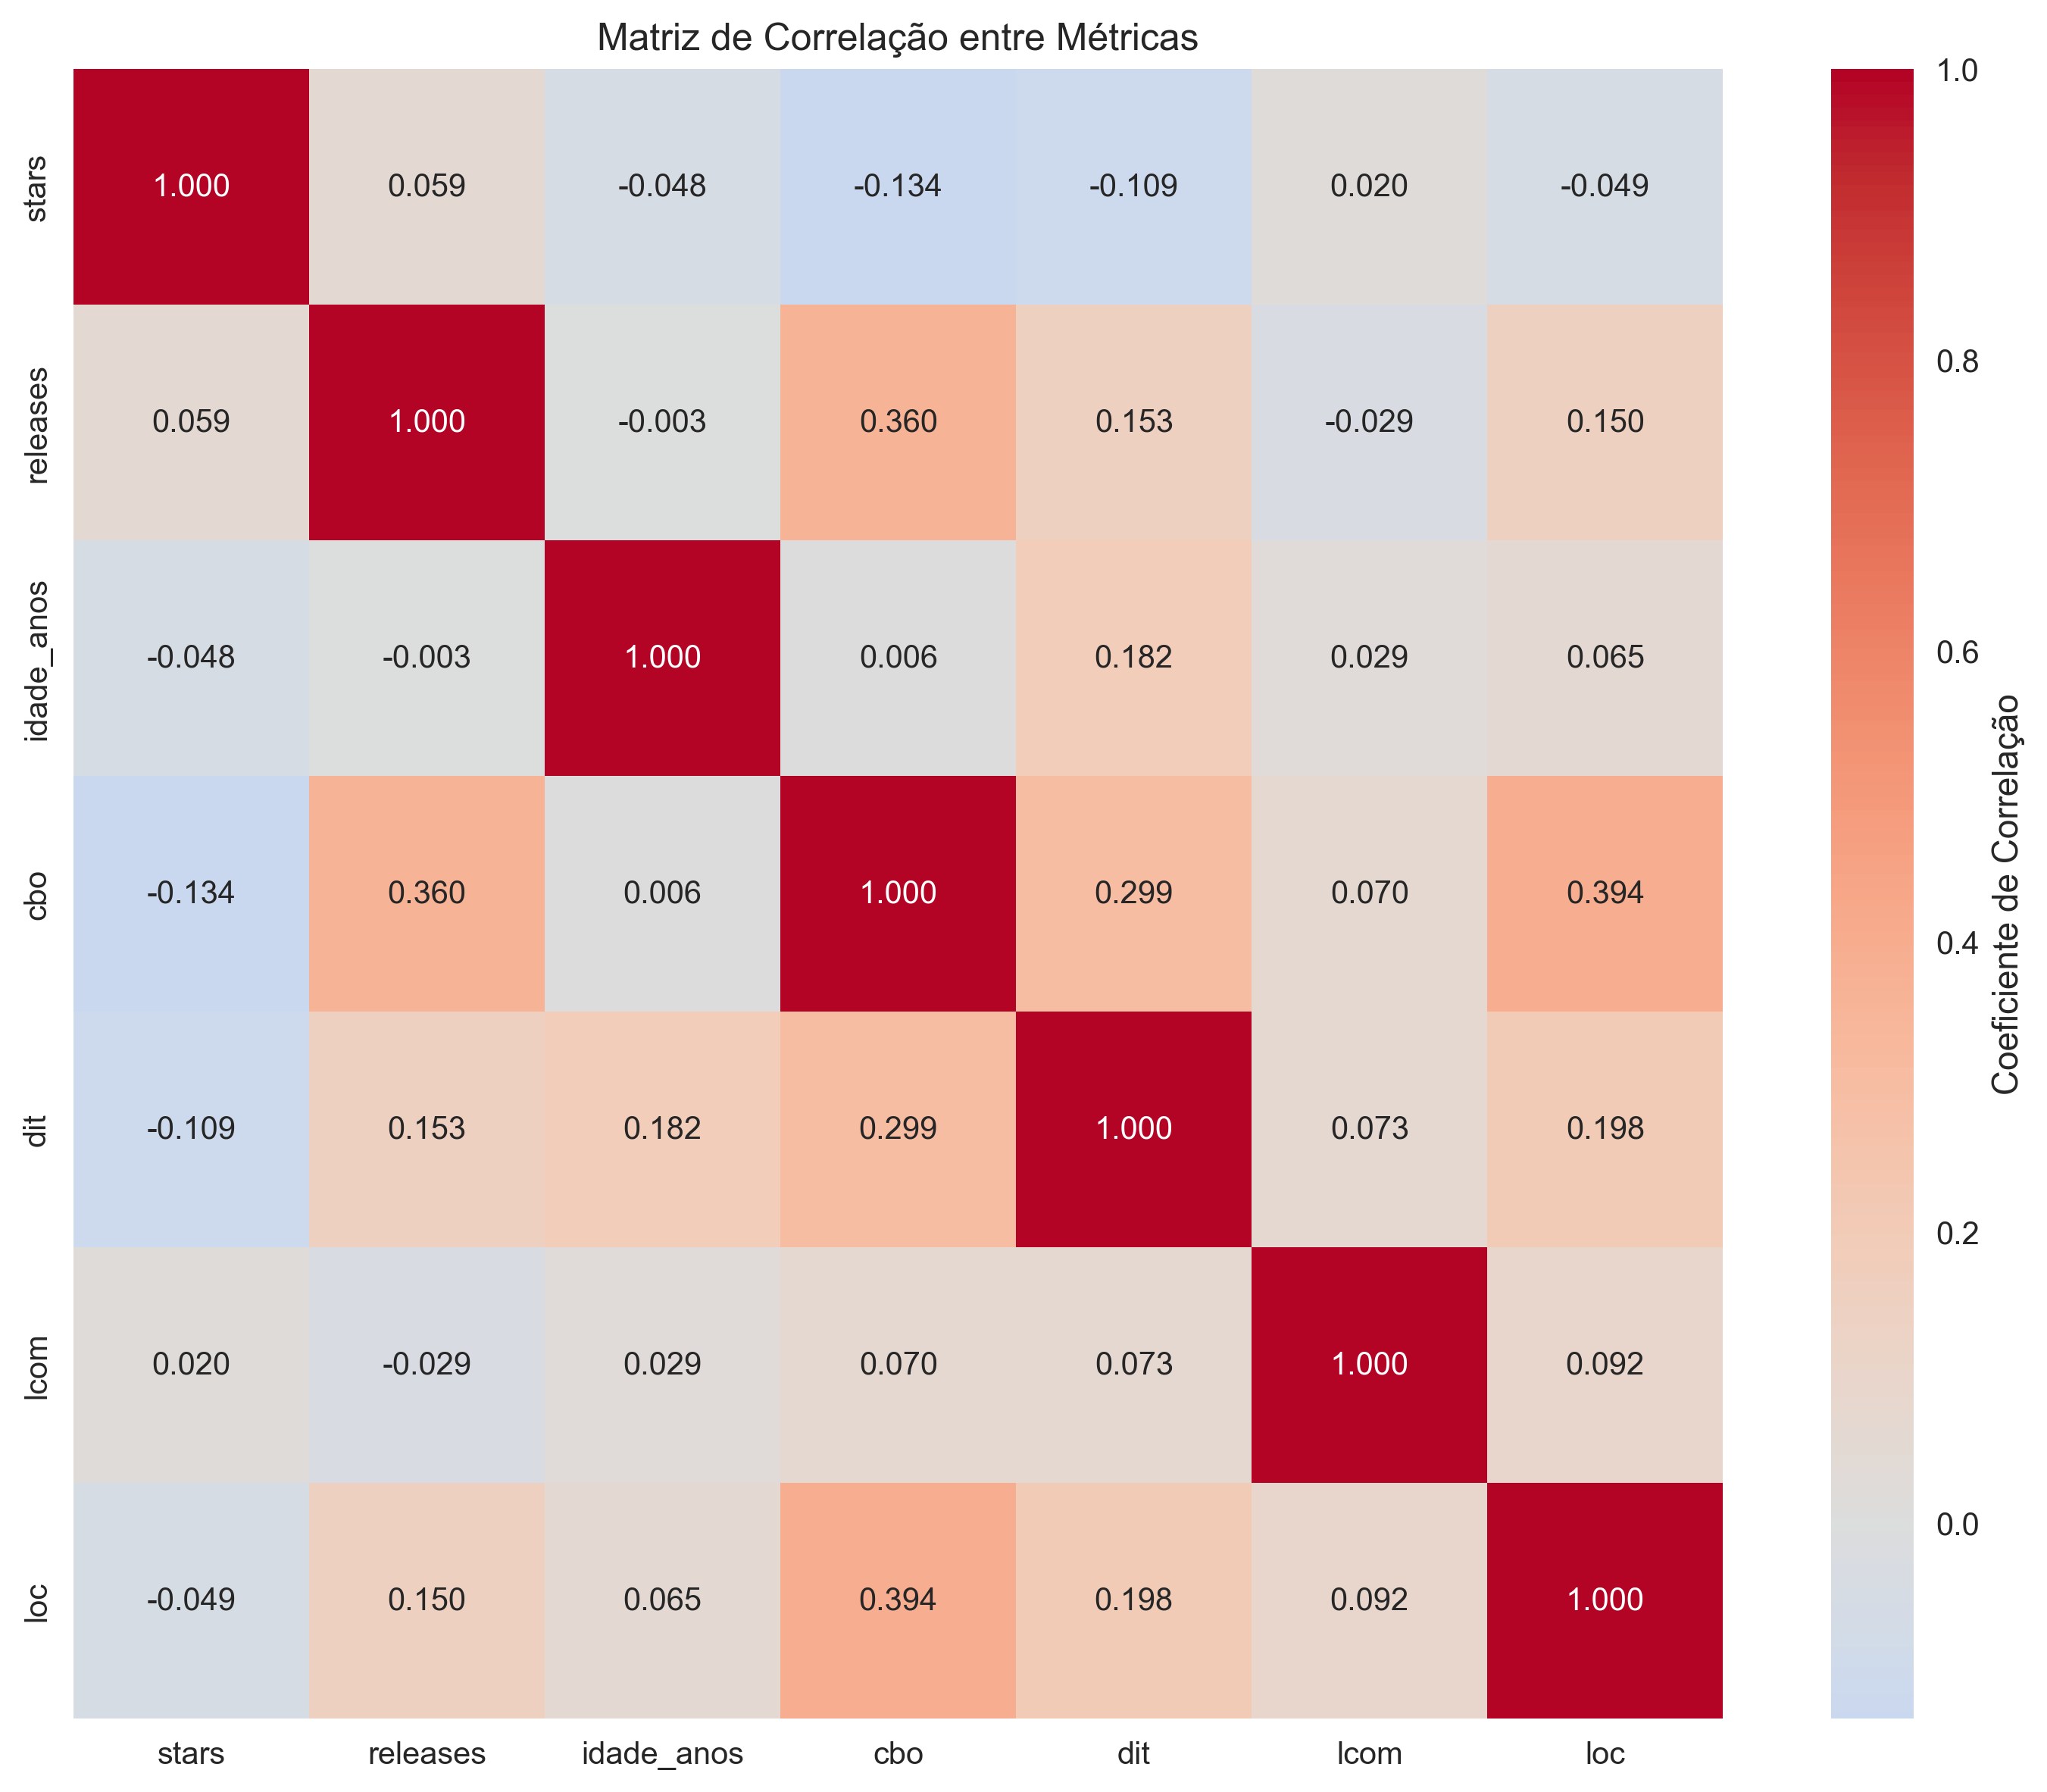 Matriz de Correlação entre Métricas
stars 1.000 0.059 -0.048 -0.134 -0.109 0.020 -0.049
releases 0.059 1.000 -0.003 0.360 0.153 -0.029 0.150
idade_anos -0.048 -0.003 1.000 0.006 0.182 0.029 0.065
cbo -0.134 0.360 0.006 1.000 0.299 0.070 0.394
dit -0.109 0.153 0.182 0.299 1.000 0.073 0.198
lcom 0.020 -0.029 0.029 0.070 0.073 1.000 0.092
loc -0.049 0.150 0.065 0.394 0.198 0.092 1.000
stars releases idade_anos cbo dit lcom loc
1.0
0.8
0.6
0.4
0.2
0.0
Coeficiente de Correlação